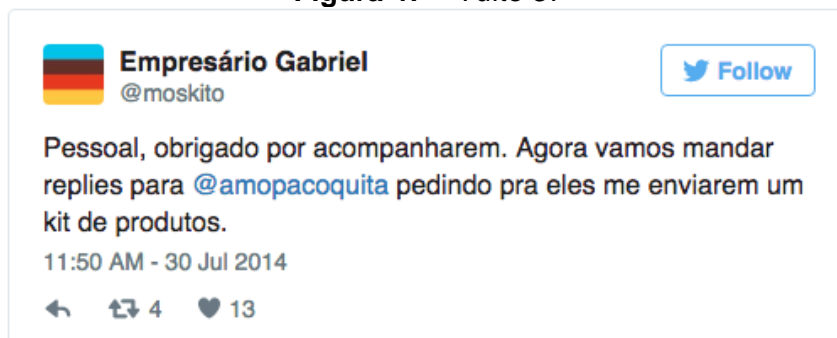 Empresário Gabriel
@moskito
Follow
Pessoal, obrigado por acompanharem. Agora vamos mandar
replies para @amopacoquita pedindo pra eles me enviarem um
kit de produtos.
11:50 AM - 30 Jul 2014
4 13